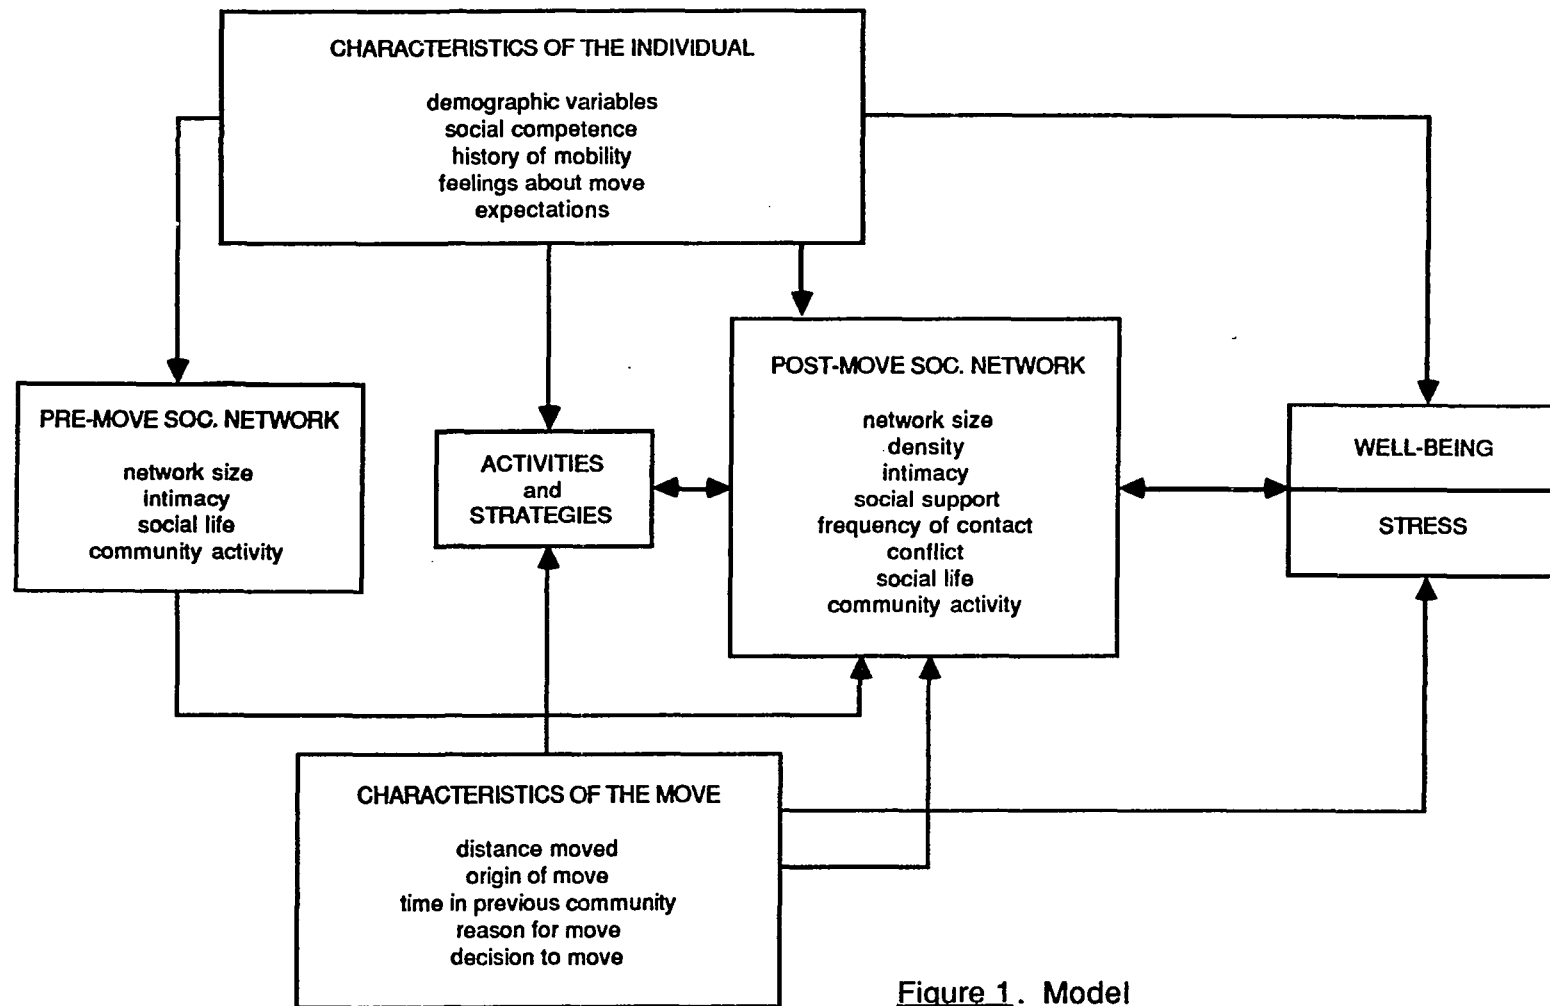 CHARACTERISTICS OF THE INDIVIDUAL
demographic variables
social competence
history of mobility
feelings about move
expectations
PRE-MOVE SOC. NETWORK
network size
intimacy
social life
community activity
ACTIVITIES
and
STRATEGIES
POST-MOVE SOC. NETWORK
network size
density
intimacy
social support
frequency of contact
conflict
social life
community activity
WELL-BEING
STRESS
CHARACTERISTICS OF THE MOVE
distance moved
origin of move
time in previous community
reason for move
decision to move
Figure 1. Model